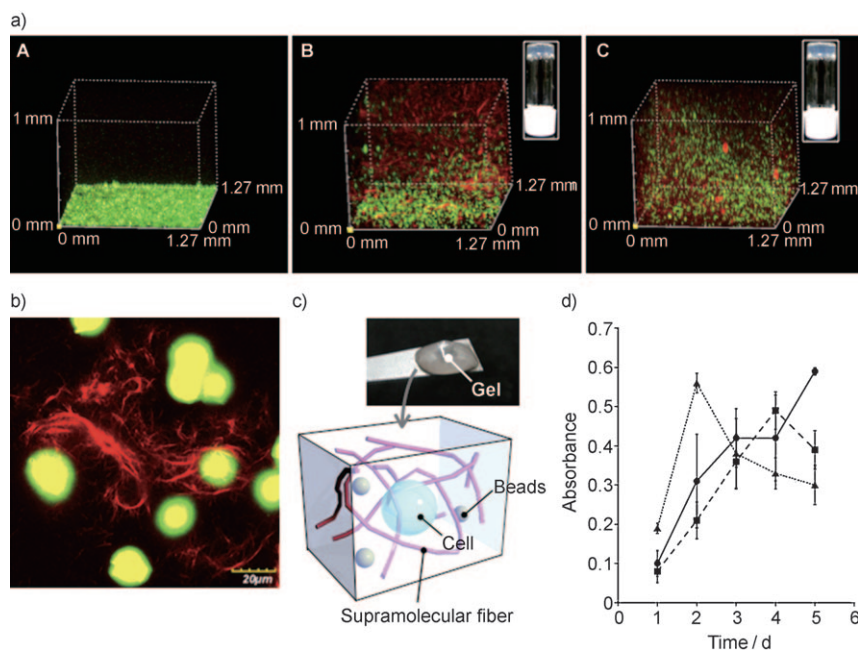 a)
A
B
C
1 mm
1.27 mm
0 mm
0 mm
0 mm
1.27 mm
1 mm
1.27 mm
0 mm
0 mm
0 mm
1.27 mm
1 mm
1.27 mm
0 mm
0 mm
0 mm
1.27 mm
b)
20μm
c)
Gel
Beads
Cell
Supramolecular fiber
d)
0.7
0.6
0.5
0.4
0.3
0.2
0.1
0
Absorbance
0 1 2 3 4 5 6
Time / d